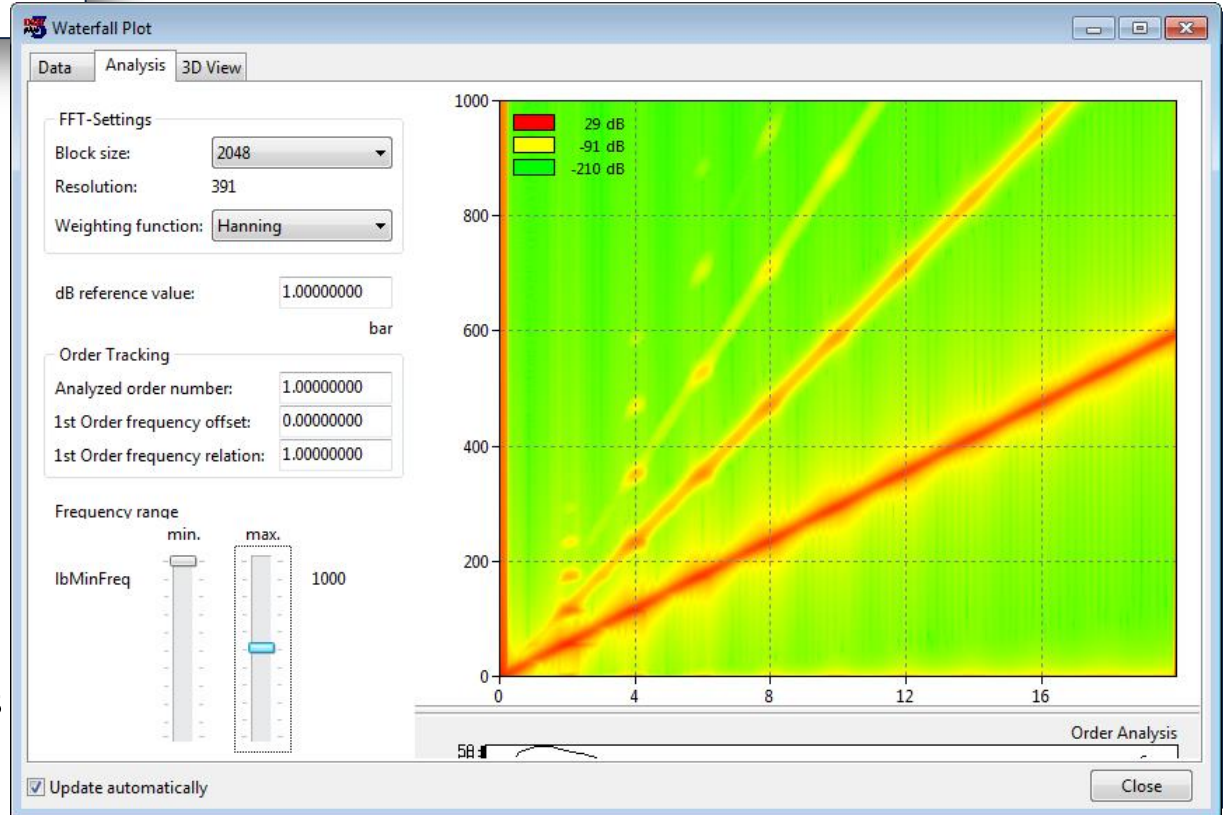 Waterfall Plot
Data Analysis 3D View
FFT-Settings
Block size: 2048
Resolution: 391
Weighting function: Hanning
dB reference value: 1.00000000
bar
Order Tracking
Analyzed order number: 1.00000000
1st Order frequency offset: 0.00000000
1st Order frequency relation: 1.00000000
Frequency range
min. max.
lbMinFreq 1000
1000
29 dB
-91 dB
-210 dB
800
600
400
200
0
0 4 8 12 16
Order Analysis
Update automatically
Close